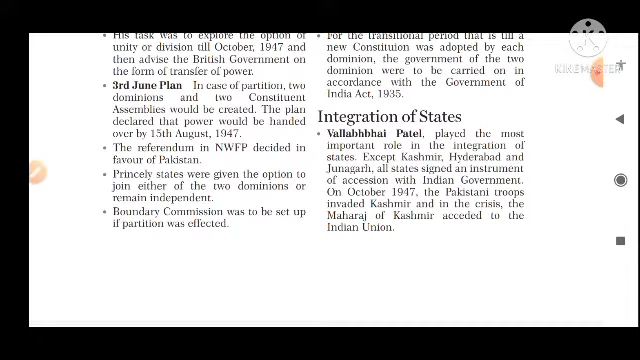 His task was to explore the option of
unity or division till October, 1947 and
then advise the British Government on
the form of transfer of power.
• 3rd June Plan In case of partition, two
dominions and two Constituent
Assemblies would be created. The plan
declared that power would be handed
over by 15th August, 1947.
• The referendum in NWFP decided in
favour of Pakistan.
• Princely states were given the option to
join either of the two dominions or
remain independent.
• Boundary Commission was to be set up
if partition was effected.
• For the transitional period that is till a
new Constituion was adopted by each
dominion, the government of the two
dominion were to be carried on in
accordance with the Government of
India Act, 1935.
Integration of States
• Vallabhbhai Patel, played the most
important role in the integration of
states. Except Kashmir, Hyderabad and
Junagarh, all states signed an instrument
of accession with Indian Government.
On October 1947, the Pakistani troops
invaded Kashmir and in the crisis, the
Maharaj of Kashmir acceded to the
Indian Union.
KINEMASTER